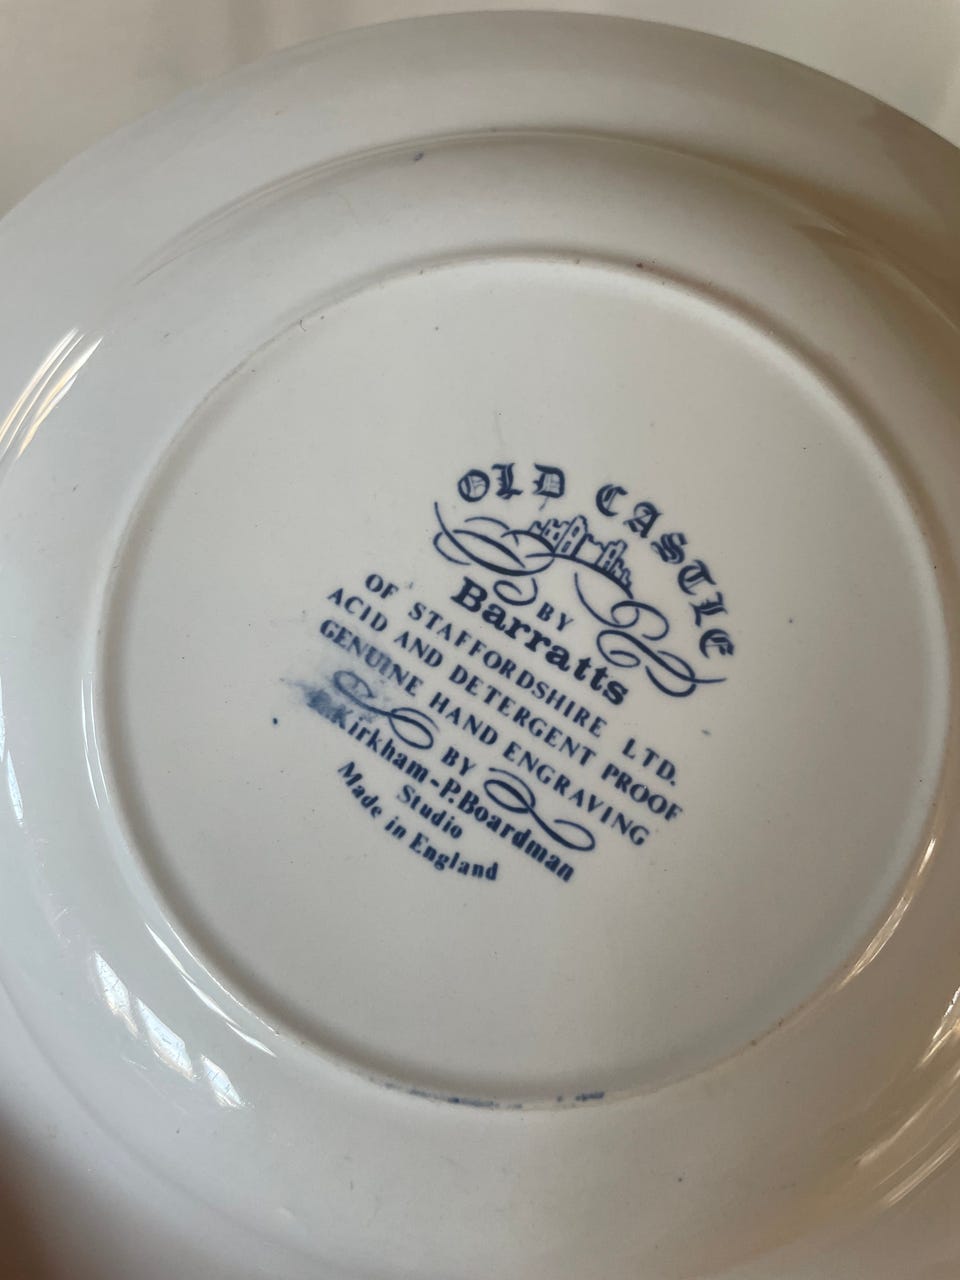 OLD CASTLE
BY
Barratts
OF STAFFORDSHIRE LTD.
ACID AND DETERGENT PROOF
GENUINE HAND ENGRAVING
BY
Kirkham-P.Boardman
Studio
Made in England